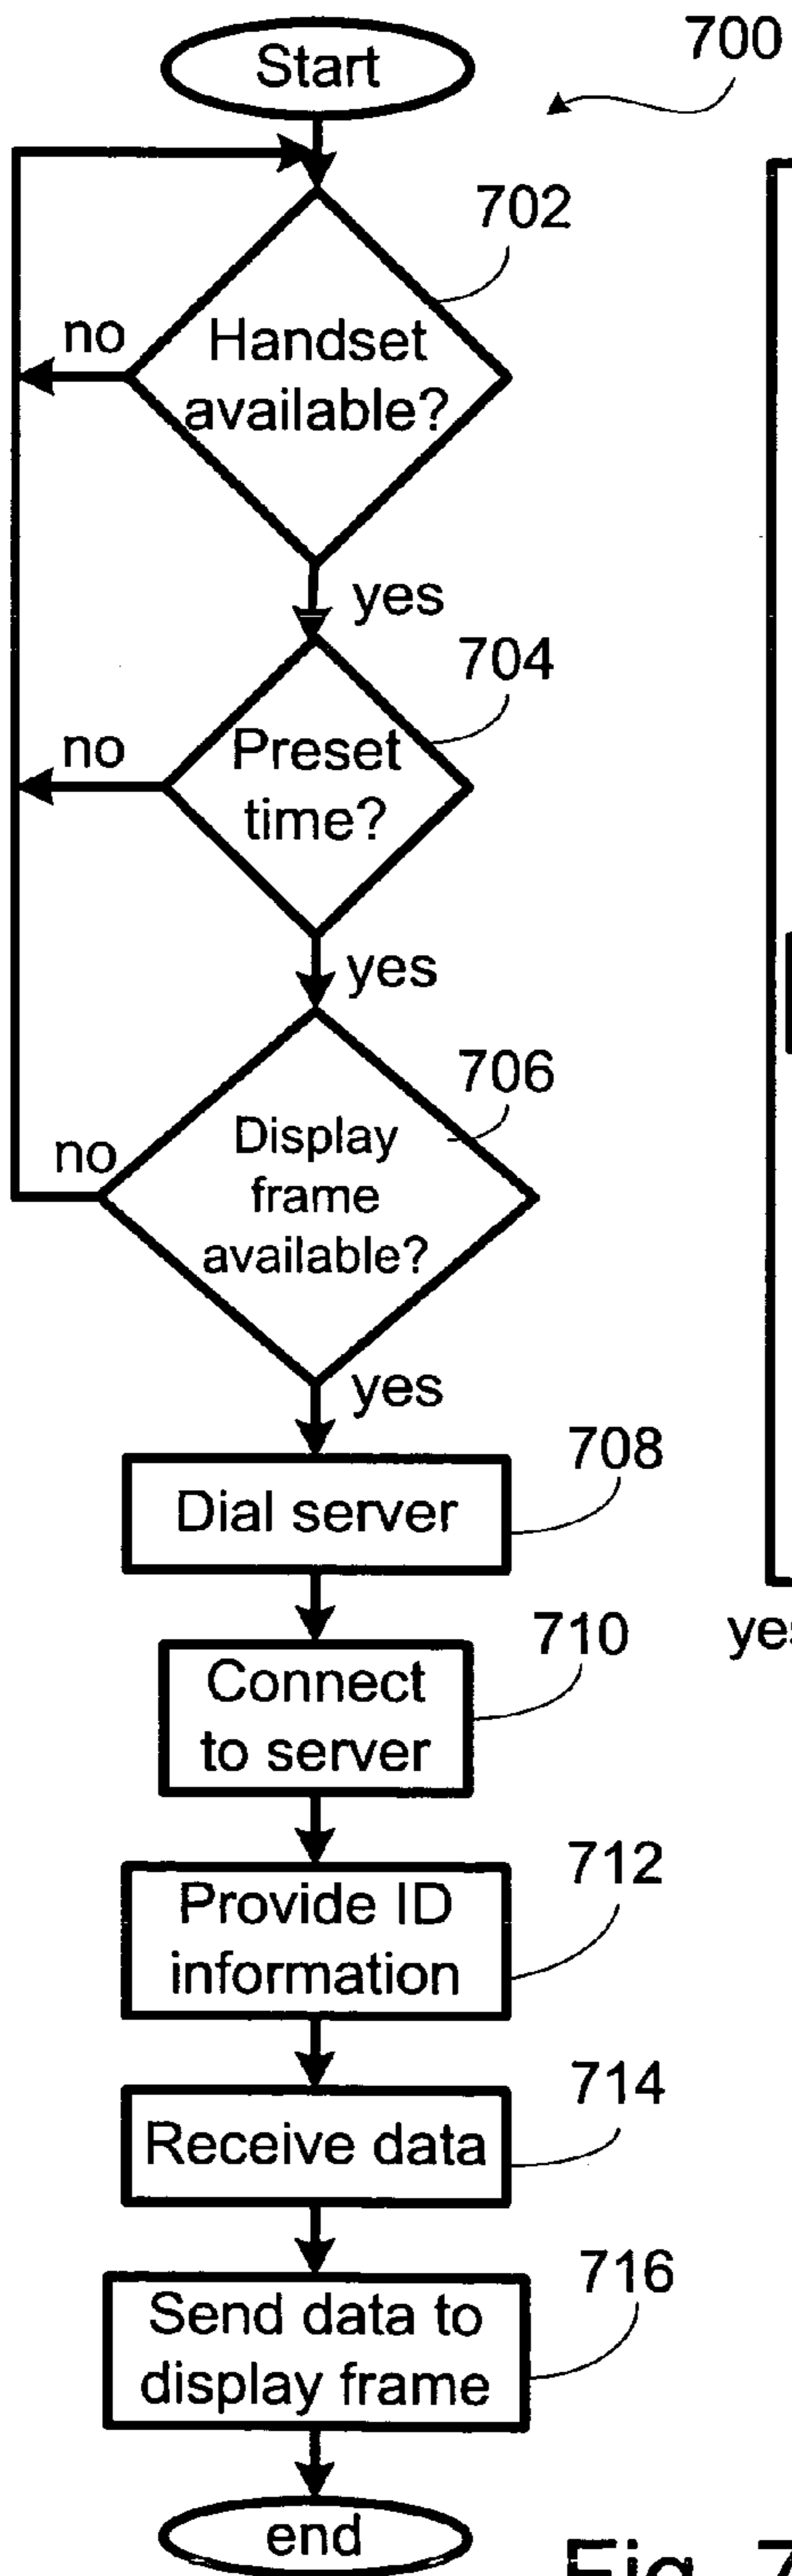 Start
700
702
no
Handset
available?
yes
704
no
Preset
time?
yes
706
no
Display
frame
available?
yes
708
Dial server
710
Connect
to server
712
Provide ID
information
714
Receive data
716
Send data to
display frame
end